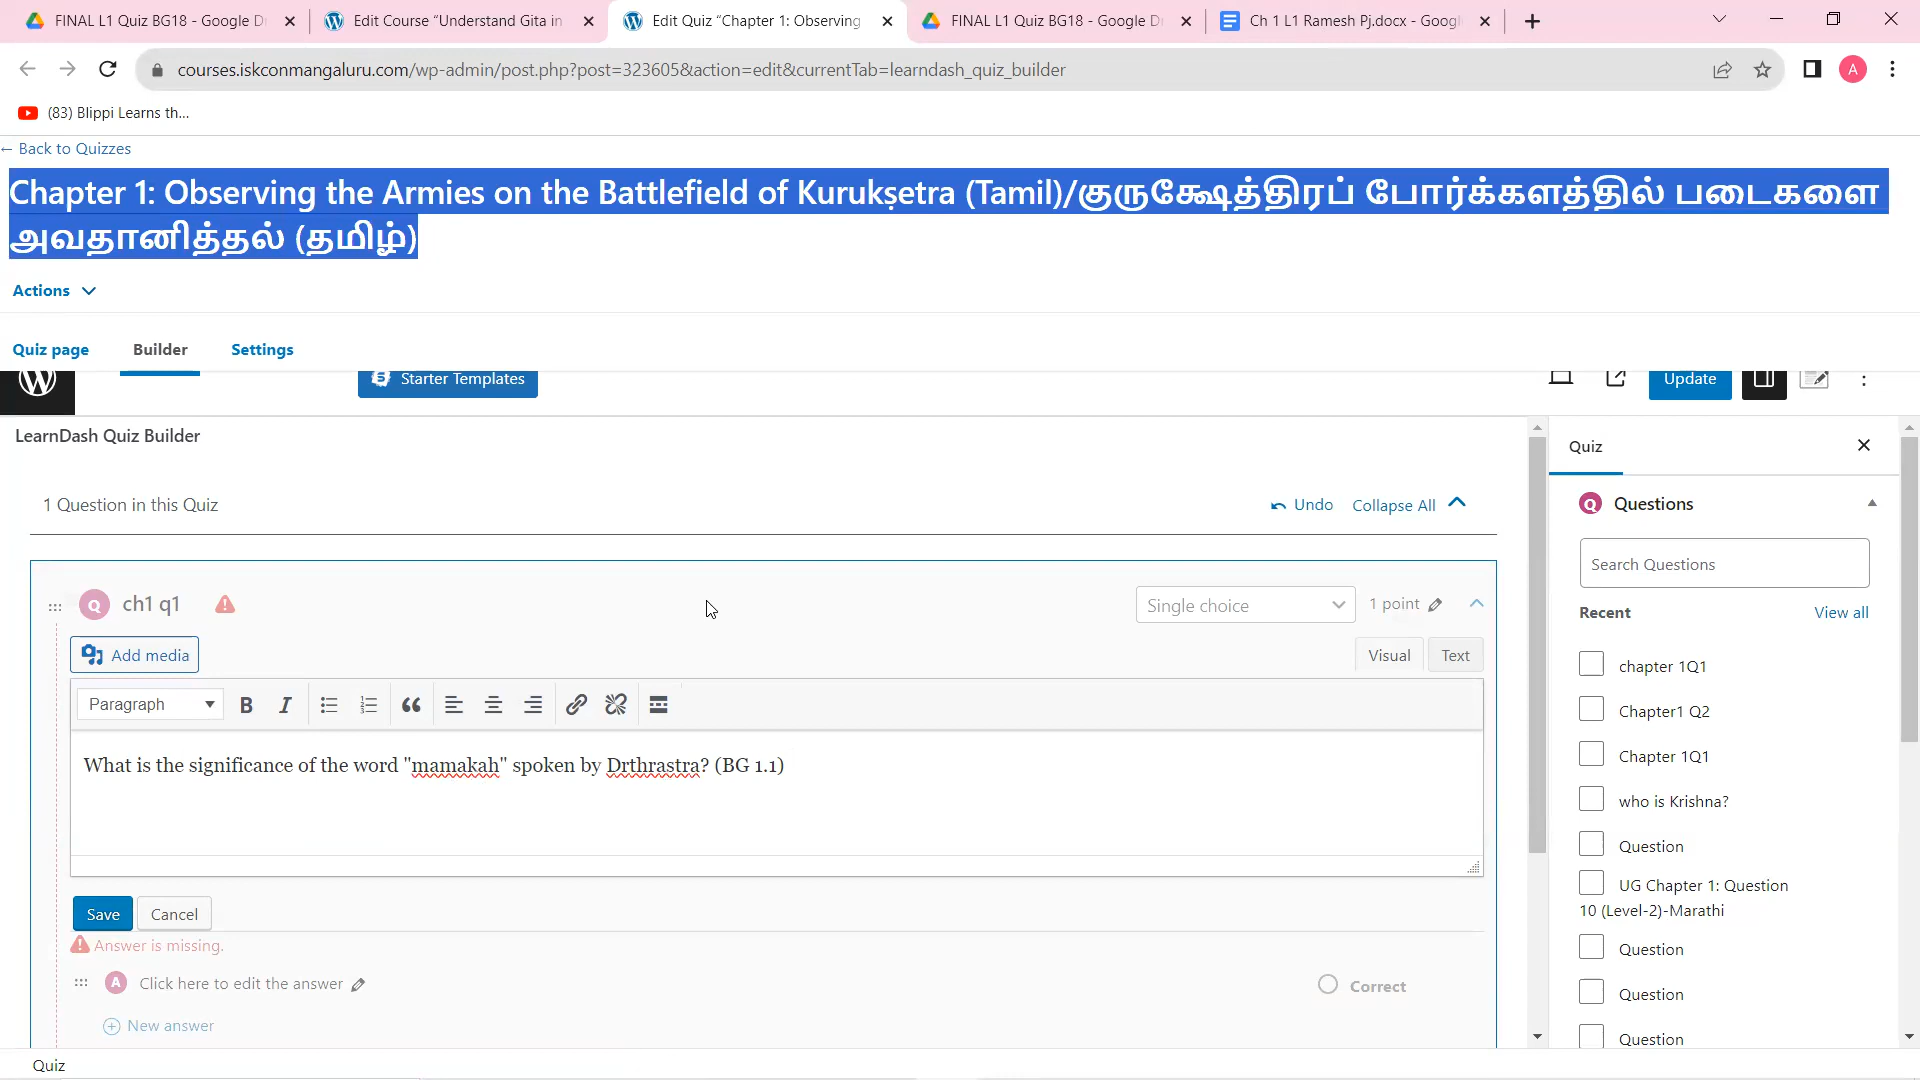 FINAL L1 Quiz BG18 - Google Dr
Edit Course “Understand Gita in
Edit Quiz “Chapter 1: Observing
FINAL L1 Quiz BG18 - Google Dr
Ch 1 L1 Ramesh Pj.docx - Googl
courses.iskconmangaluru.com/wp-admin/post.php?post=323605&action=edit&currentTab=learndash_quiz_builder
A
(83) Blippi Learns th...
← Back to Quizzes
Chapter 1: Observing the Armies on the Battlefield of Kurukṣetra (Tamil)/குருக்ஷேத்திரப் போர்க்களத்தில் படைகளை
அவதானித்தல் (தமிழ்)
Actions
Quiz page Builder Settings
Starter Templates
Update
LearnDash Quiz Builder
Quiz
1 Question in this Quiz
Undo Collapse All
Q Questions
Search Questions
Q ch1 q1
Single choice
1 point
Recent View all
Add media
Visual Text
chapter 1Q1
Paragraph B I
Chapter1 Q2
What is the significance of the word "mamakah" spoken by Drthrastra? (BG 1.1)
Chapter 1Q1
who is Krishna?
Question
UG Chapter 1: Question
10 (Level-2)-Marathi
Save Cancel
Answer is missing.
Question
A Click here to edit the answer
Correct
Question
New answer
Question
Quiz